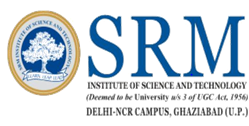 SRM
INSTITUTE OF SCIENCE AND TECHNOLOGY
(Deemed to be University u/s 3 of UGC Act, 1956)
DELHI-NCR CAMPUS, GHAZIABAD (U.P.)